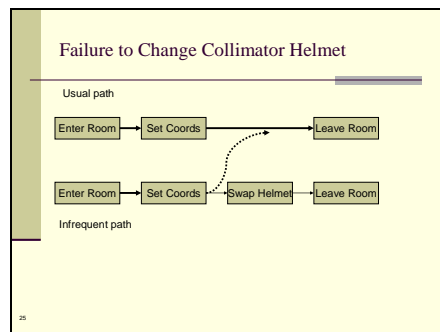 Failure to Change Collimator Helmet
Usual path
Enter Room Set Coords Leave Room
Enter Room Set Coords Swap Helmet Leave Room
Infrequent path
25